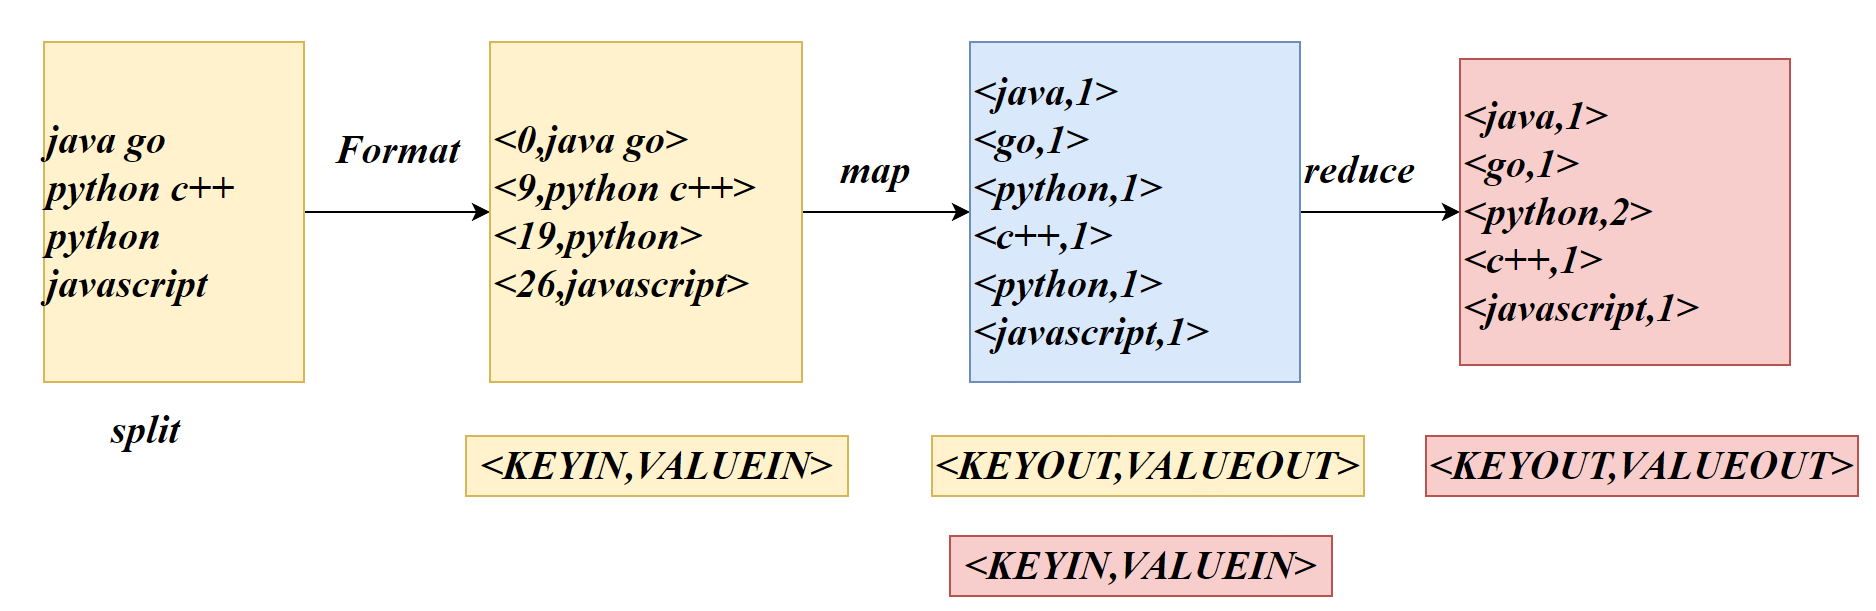 java go
python c++
python
javascript
split
Format
<0,java go>
<9,python c++>
<19,python>
<26,javascript>
<KEYIN,VALUEIN>
map
<java,1>
<go,1>
<python,1>
<c++,1>
<python,1>
<javascript,1>
<KEYOUT,VALUEOUT>
<KEYIN,VALUEIN>
reduce
<java,1>
<go,1>
<python,2>
<c++,1>
<javascript,1>
<KEYOUT,VALUEOUT>